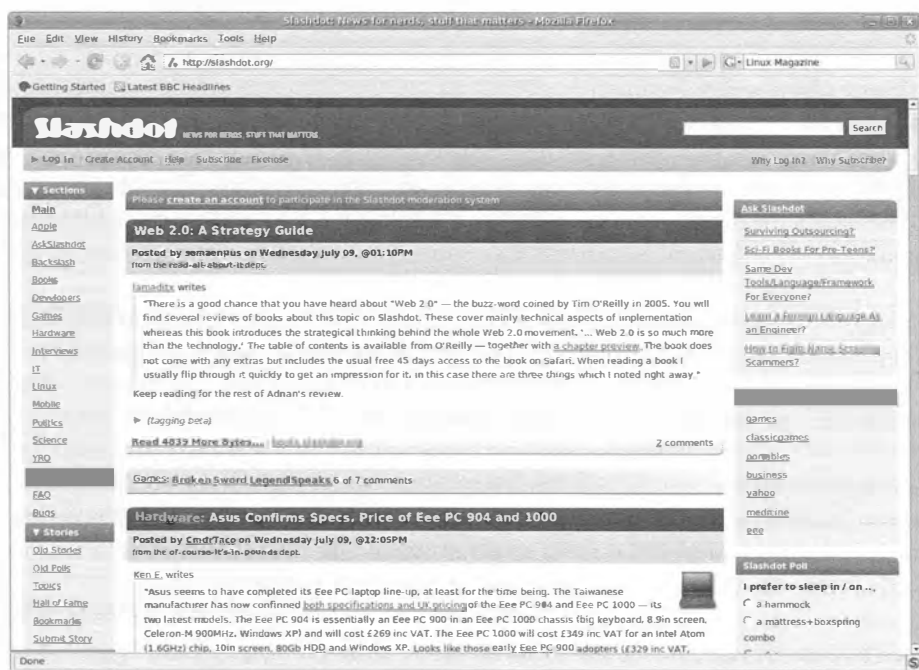 Slashdot: News for nerds, stuff that matters - Mozilla Firefox
File Edit View History Bookmarks Tools Help
http://slashdot.org/
Linux Magazine
Getting Started Latest BBC Headlines
Slashdot NEWS FOR NERDS, STUFF THAT MATTERS
Search
Log In Create Account Help Subscribe Firehose
Why Log In? Why Subscribe?
▼ Sections
Main
Apple
AskSlashdot
Backslash
Books
Developers
Games
Hardware
Interviews
IT
Linux
Mobile
Politics
Science
YRO
FAQ
Bugs
▼ Stories
Old Stories
Old Polls
Topics
Hall of Fame
Bookmarks
Submit Story
Please create an account to participate in the Slashdot moderation system
Web 2.0: A Strategy Guide
Posted by samzenpus on Wednesday July 09, @01:10PM
from the read-all-about-it dept.
lamaditx writes
"There is a good chance that you have heard about "Web 2.0" — the buzz-word coined by Tim O'Reilly in 2005. You will
find several reviews of books about this topic on Slashdot. These cover mainly technical aspects of implementation
whereas this book introduces the strategical thinking behind the whole Web 2.0 movement. '... Web 2.0 is so much more
than the technology.' The table of contents is available from O'Reilly — together with a chapter preview. The book does
not come with any extras but includes the usual free 45 days access to the book on Safari. When reading a book I
usually flip through it quickly to get an impression for it, in this case there are three things which I noted right away."
Keep reading for the rest of Adnan's review.
► (tagging beta)
Read 4839 More Bytes... books.slashdot.org
2 comments
Games: Broken Sword Legend Speaks 6 of 7 comments
Hardware: Asus Confirms Specs, Price of Eee PC 904 and 1000
Posted by CmdrTaco on Wednesday July 09, @12:05PM
from the of-course-it's-in-pounds dept.
Ken E. writes
"Asus seems to have completed its Eee PC laptop line-up, at least for the time being. The Taiwanese
manufacturer has now confirmed both specifications and UK pricing of the Eee PC 904 and Eee PC 1000 — its
two latest models. The PC 904 is essentially an Eee PC 900 in an Eee PC 1000 chassis (big keyboard, 8.9in screen,
Celeron-M 900MHz, Windows XP) and will cost £269 inc VAT. The Eee PC 1000 will cost £349 inc VAT for an Intel Atom
(1.6GHz) chip, 10in screen, 80Gb HDD and Windows XP. Looks like those early Eee PC 900 adopters (£329 inc VAT,
Ask Slashdot
Surviving Outsourcing?
Sci-Fi Books For Pre-Teens?
Same Dev
Tools/Language/Framework
For Everyone?
Learn a Foreign Language As
an Engineer?
How to Fight Name Scraping
Scammers?
games
classicgames
portables
business
yahoo
medicine
eee
Slashdot Poll
I prefer to sleep in / on ...,
a hammock
a mattress+boxspring
combo
Done